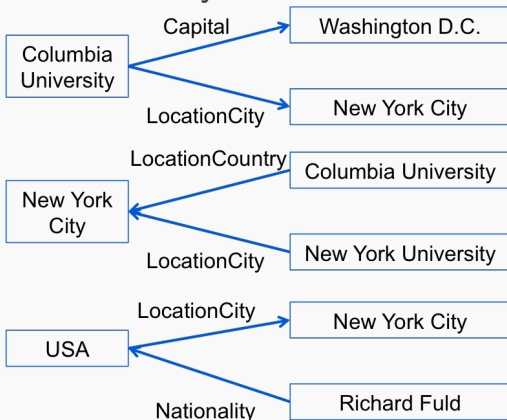 Capital
Washington D.C.
Columbia
University
LocationCity
New York City
LocationCountry
Columbia University
New York
City
LocationCity
New York University
LocationCity
New York City
USA
Nationality
Richard Fuld